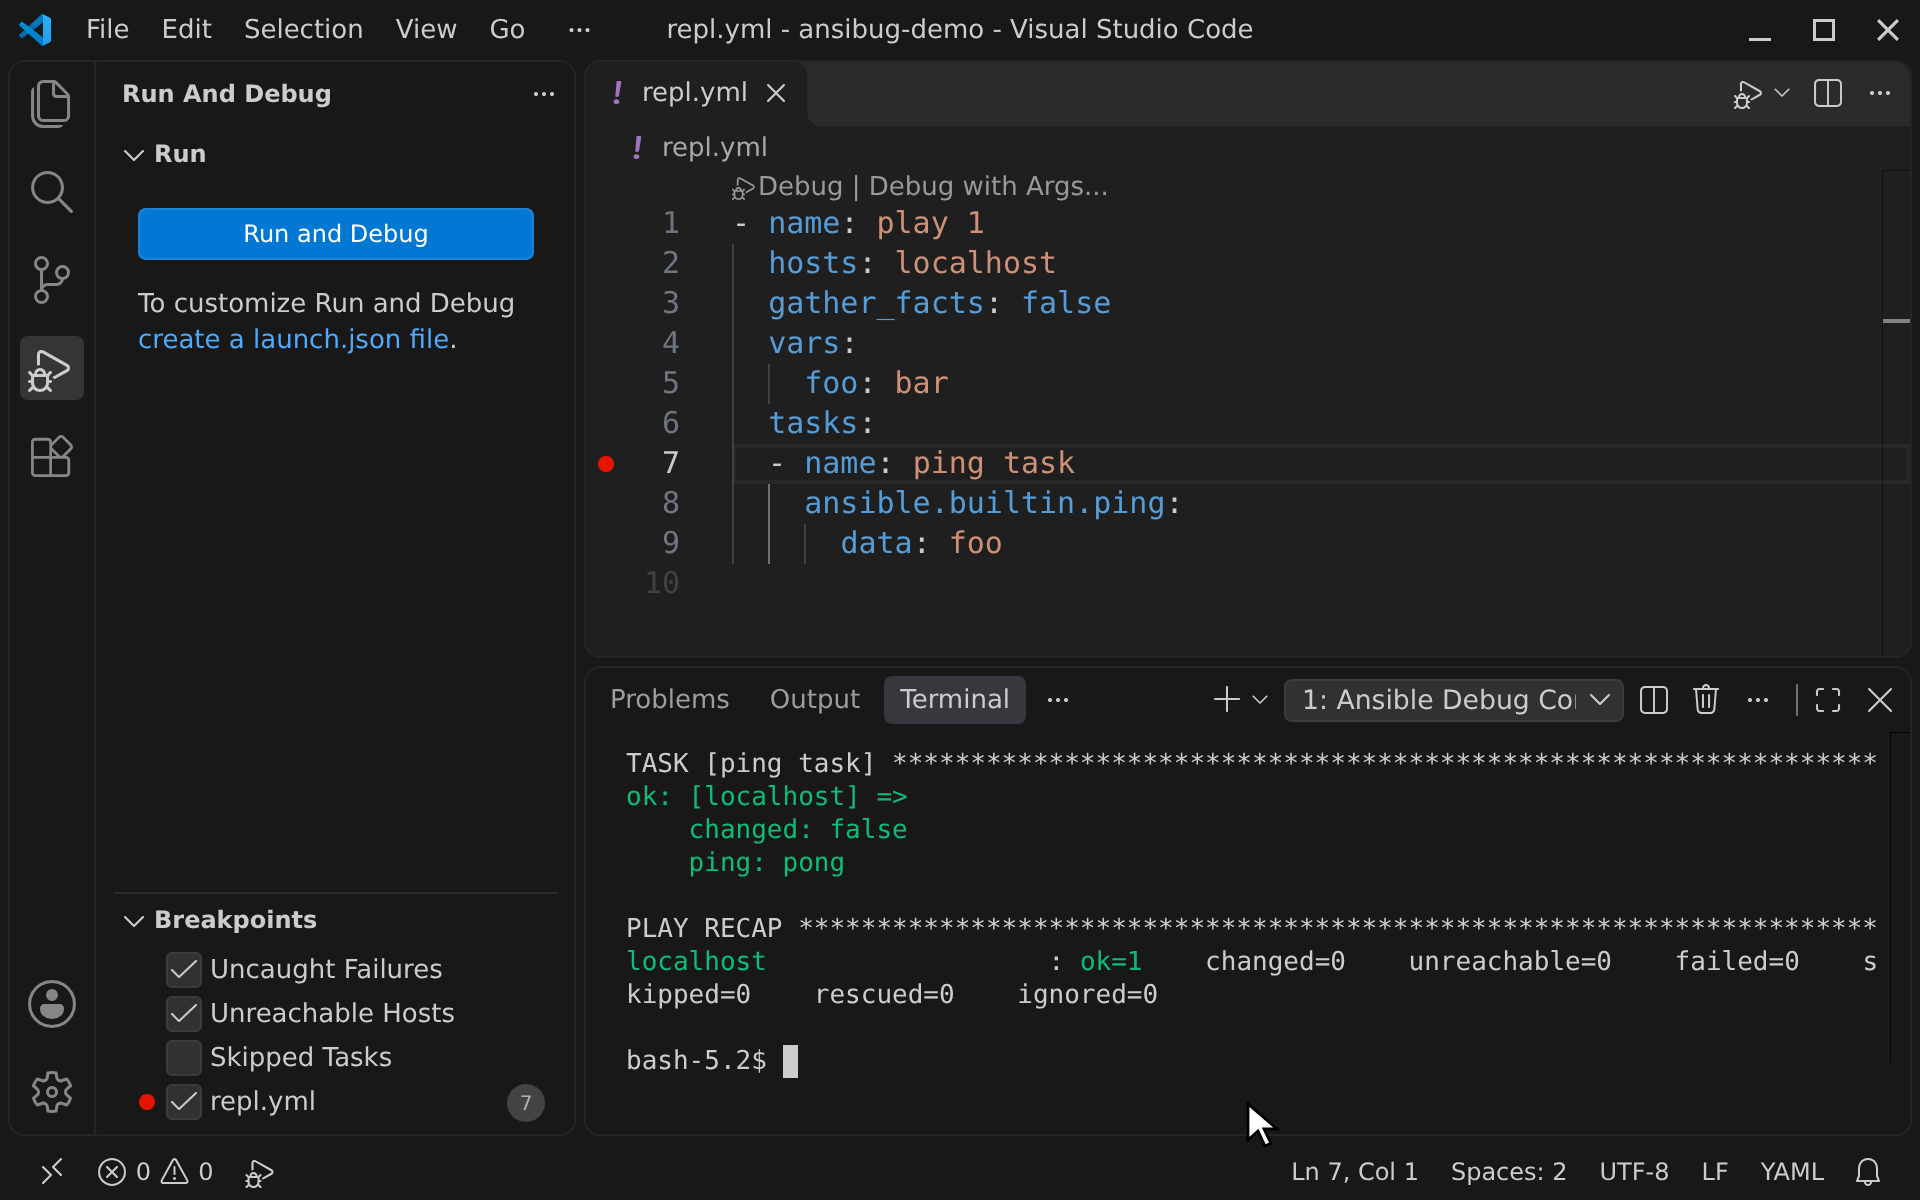 File Edit Selection View Go ··· repl.yml - ansibug-demo - Visual Studio Code
Run And Debug ···
Run
Run and Debug
To customize Run and Debug
create a launch.json file.
Breakpoints
Uncaught Failures
Unreachable Hosts
Skipped Tasks
repl.yml 7
! repl.yml
! repl.yml
Debug | Debug with Args...
1 - name: play 1
2 hosts: localhost
3 gather_facts: false
4 vars:
5 foo: bar
6 tasks:
7 - name: ping task
8 ansible.builtin.ping:
9 data: foo
10
Problems Output Terminal ··· 1: Ansible Debug Co
TASK [ping task] ***************************************************************
ok: [localhost] =>
changed: false
ping: pong
PLAY RECAP *********************************************************************
localhost : ok=1 changed=0 unreachable=0 failed=0 s
kipped=0 rescued=0 ignored=0
bash-5.2$
0 0 Ln 7, Col 1 Spaces: 2 UTF-8 LF YAML